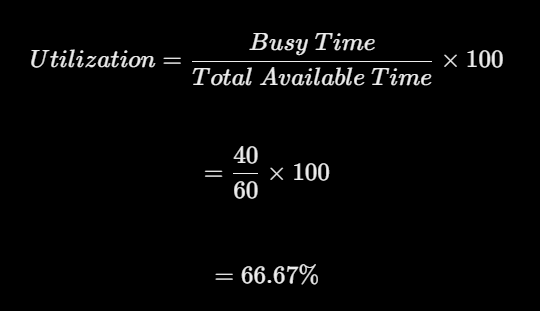 Utilization = Busy Time / Total Available Time × 100
= 40 / 60 × 100
= 66.67%